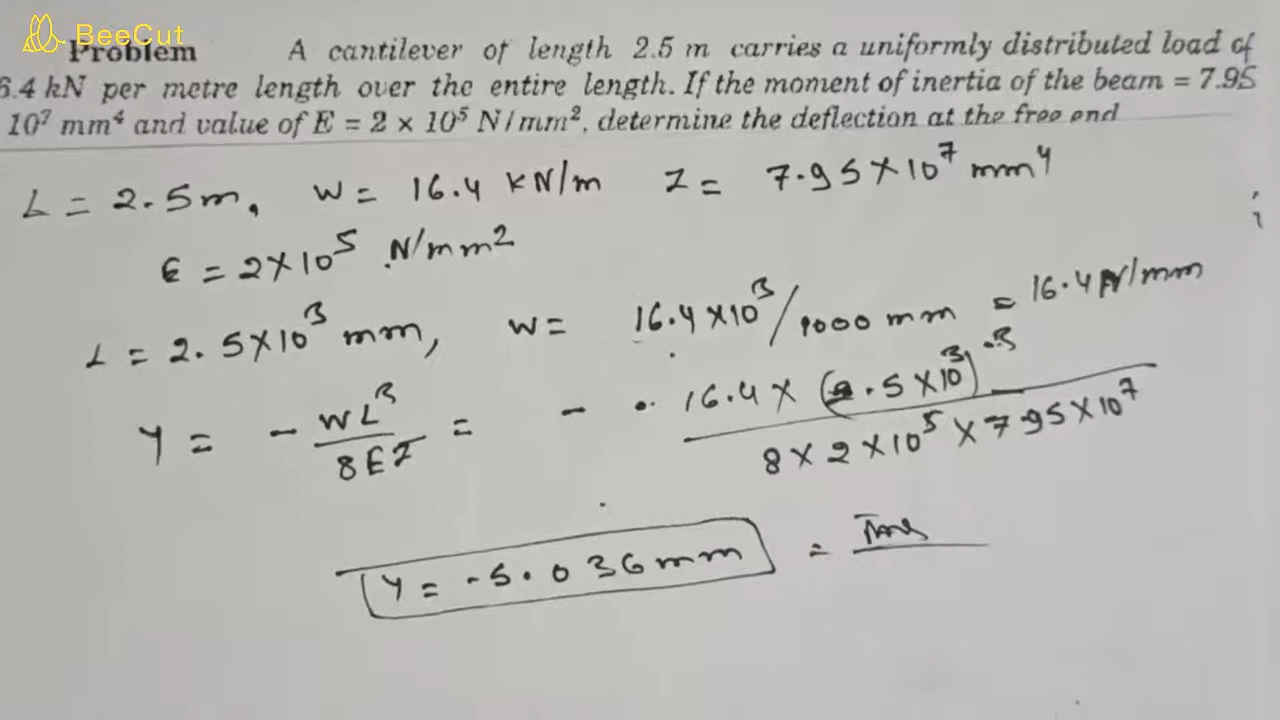 BeeCut
Problem A cantilever of length 2.5 m carries a uniformly distributed load of
6.4 kN per metre length over the entire length. If the moment of inertia of the beam = 7.95
10⁷ mm⁴ and value of E = 2 × 10⁵ N/mm², determine the deflection at the free end
L = 2.5m, W = 16.4 KN/m I = 7.95×10⁷ mm⁴
E = 2×10⁵ N/mm²
L = 2.5×10³ mm, W = 16.4×10³/1000 mm = 16.4 N/mm
Y = - WL³/8EI = - 16.4 × (2.5×10³)³/8×2×10⁵×7.95×10⁷
Y = -5.036mm = Ans